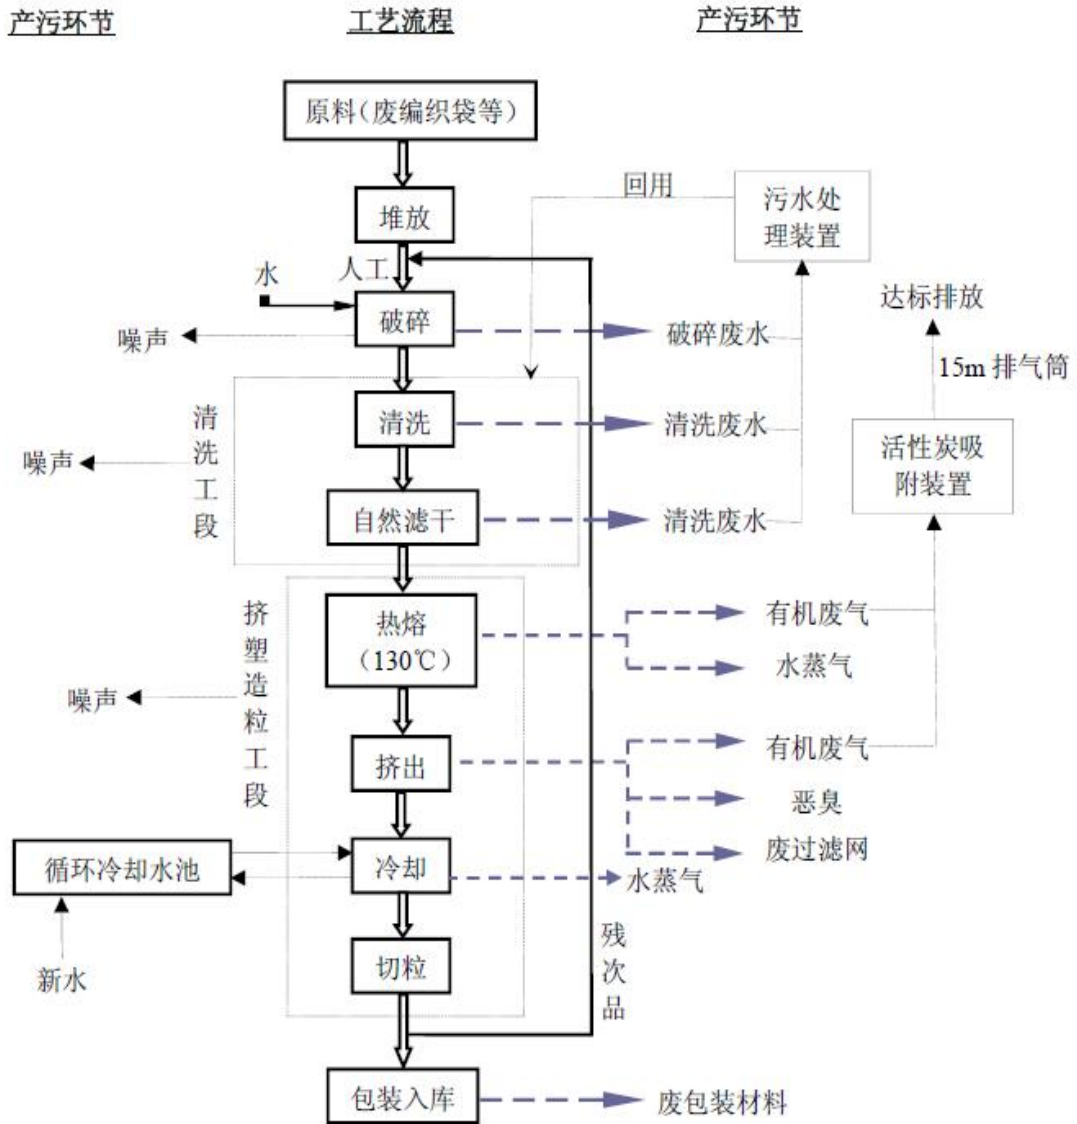 产污环节
工艺流程
产污环节
原料（废编织袋等）
堆放
回用
污水处
理装置
人工
水
破碎
噪声
破碎废水
达标排放
15m 排气筒
清洗工段
清洗
清洗废水
噪声
活性炭吸
附装置
自然滤干
清洗废水
挤塑造粒工段
热熔
（130℃）
有机废气
水蒸气
噪声
挤出
有机废气
恶臭
废过滤网
循环冷却水池
冷却
水蒸气
新水
切粒
残次品
包装入库
废包装材料